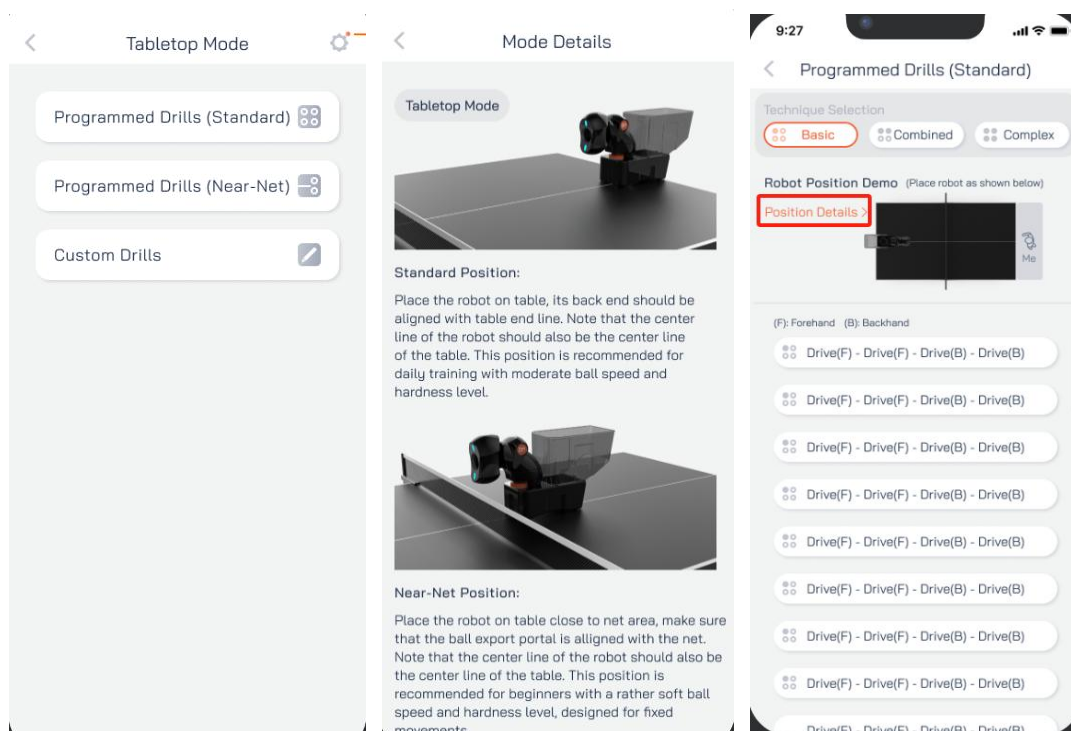 Tabletop Mode
Programmed Drills (Standard)
Programmed Drills (Near-Net)
Custom Drills
Mode Details
Tabletop Mode
Standard Position:
Place the robot on table, its back end should be
aligned with table end line. Note that the center
line of the robot should also be the center line
of the table. This position is recommended for
daily training with moderate ball speed and
hardness level.
Near-Net Position:
Place the robot on table close to net area, make sure
that the ball export portal is alligned with the net.
Note that the center line of the robot should also be
the center line of the table. This position is
recommended for beginners with a rather soft ball
speed and hardness level, designed for fixed
movements
9:27
Programmed Drills (Standard)
Technique Selection
Basic
Combined
Complex
Robot Position Demo (Place robot as shown below)
Position Details >
Me
(F): Forehand (B): Backhand
Drive(F) - Drive(F) - Drive(B) - Drive(B)
Drive(F) - Drive(F) - Drive(B) - Drive(B)
Drive(F) - Drive(F) - Drive(B) - Drive(B)
Drive(F) - Drive(F) - Drive(B) - Drive(B)
Drive(F) - Drive(F) - Drive(B) - Drive(B)
Drive(F) - Drive(F) - Drive(B) - Drive(B)
Drive(F) - Drive(F) - Drive(B) - Drive(B)
Drive(F) - Drive(F) - Drive(B) - Drive(B)
Drive(F) - Drive(F) - Drive(B) - Drive(B)